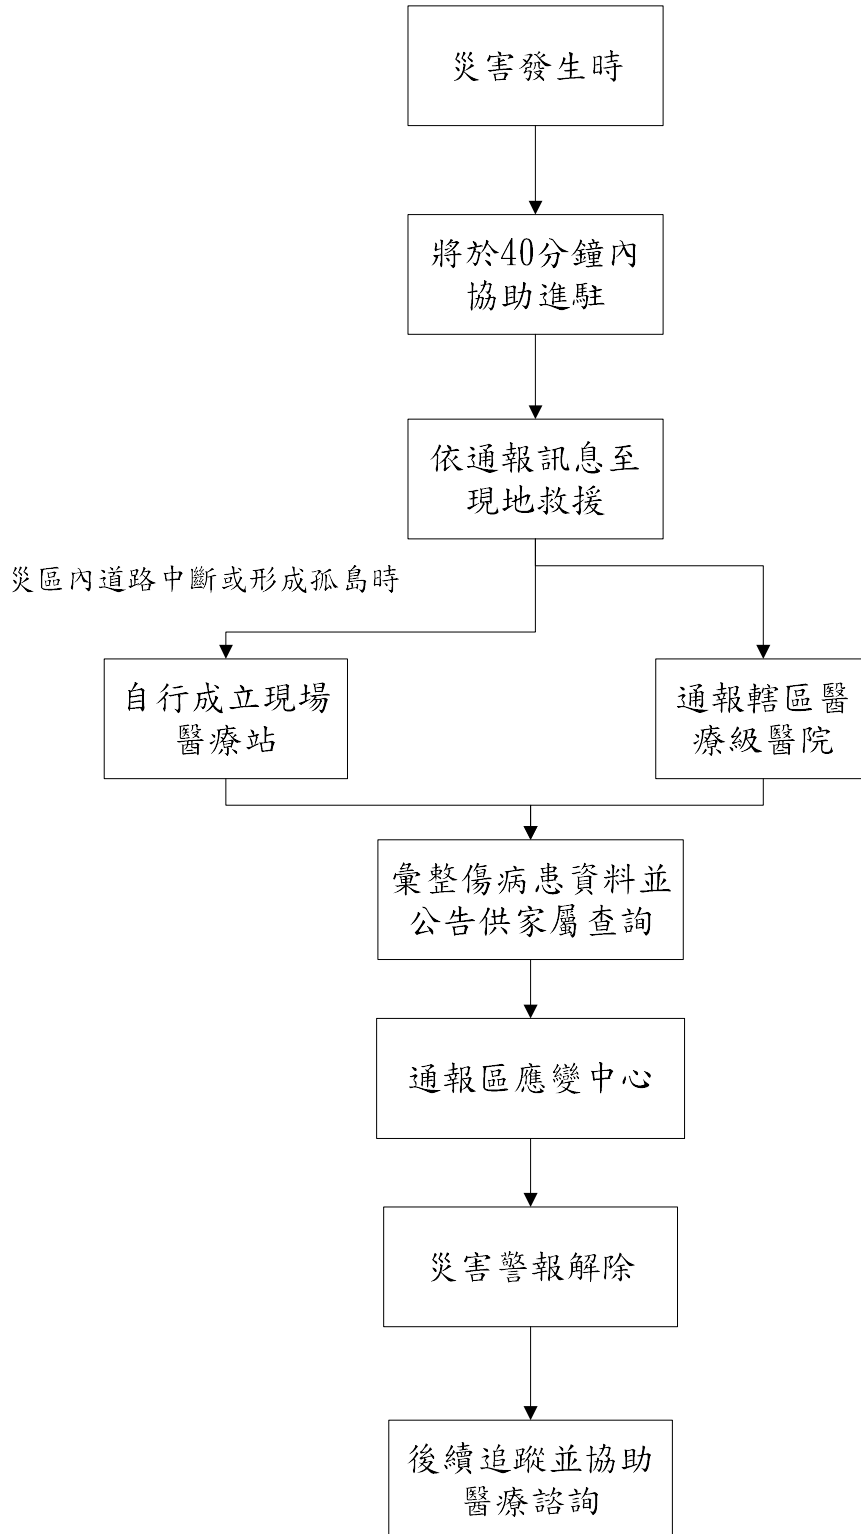 災害發生時
將於40分鐘內
協助進駐
依通報訊息至
現地救援
災區內道路中斷或形成孤島時
自行成立現場
醫療站
通報轄區醫
療級醫院
彙整傷病患資料並
公告供家屬查詢
通報區應變中心
災害警報解除
後續追蹤並協助
醫療諮詢